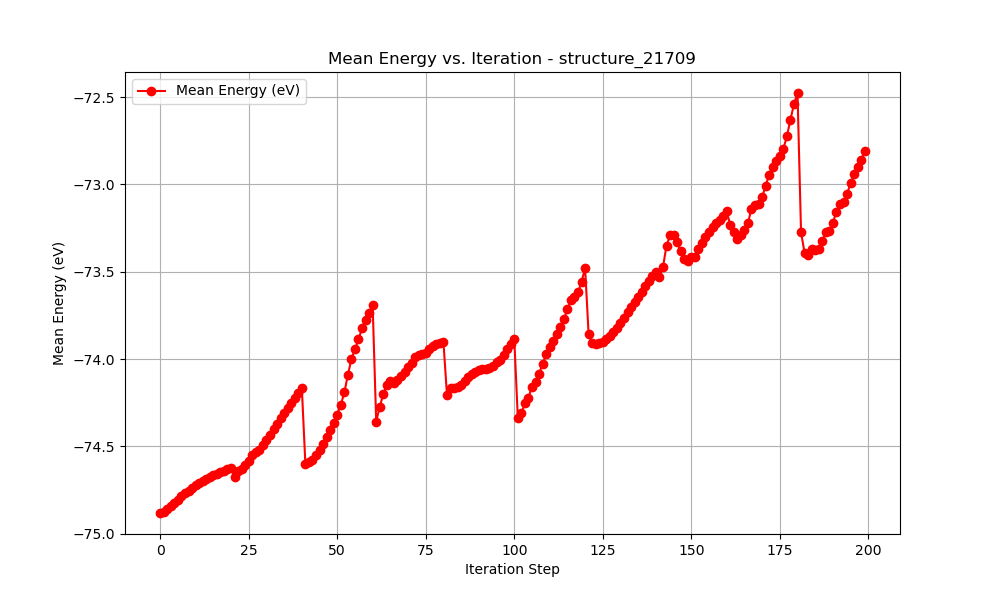 Mean Energy vs. Iteration - structure_21709
Mean Energy (eV)
−72.5
−73.0
−73.5
−74.0
−74.5
−75.0
Mean Energy (eV)
0 25 50 75 100 125 150 175 200
Iteration Step